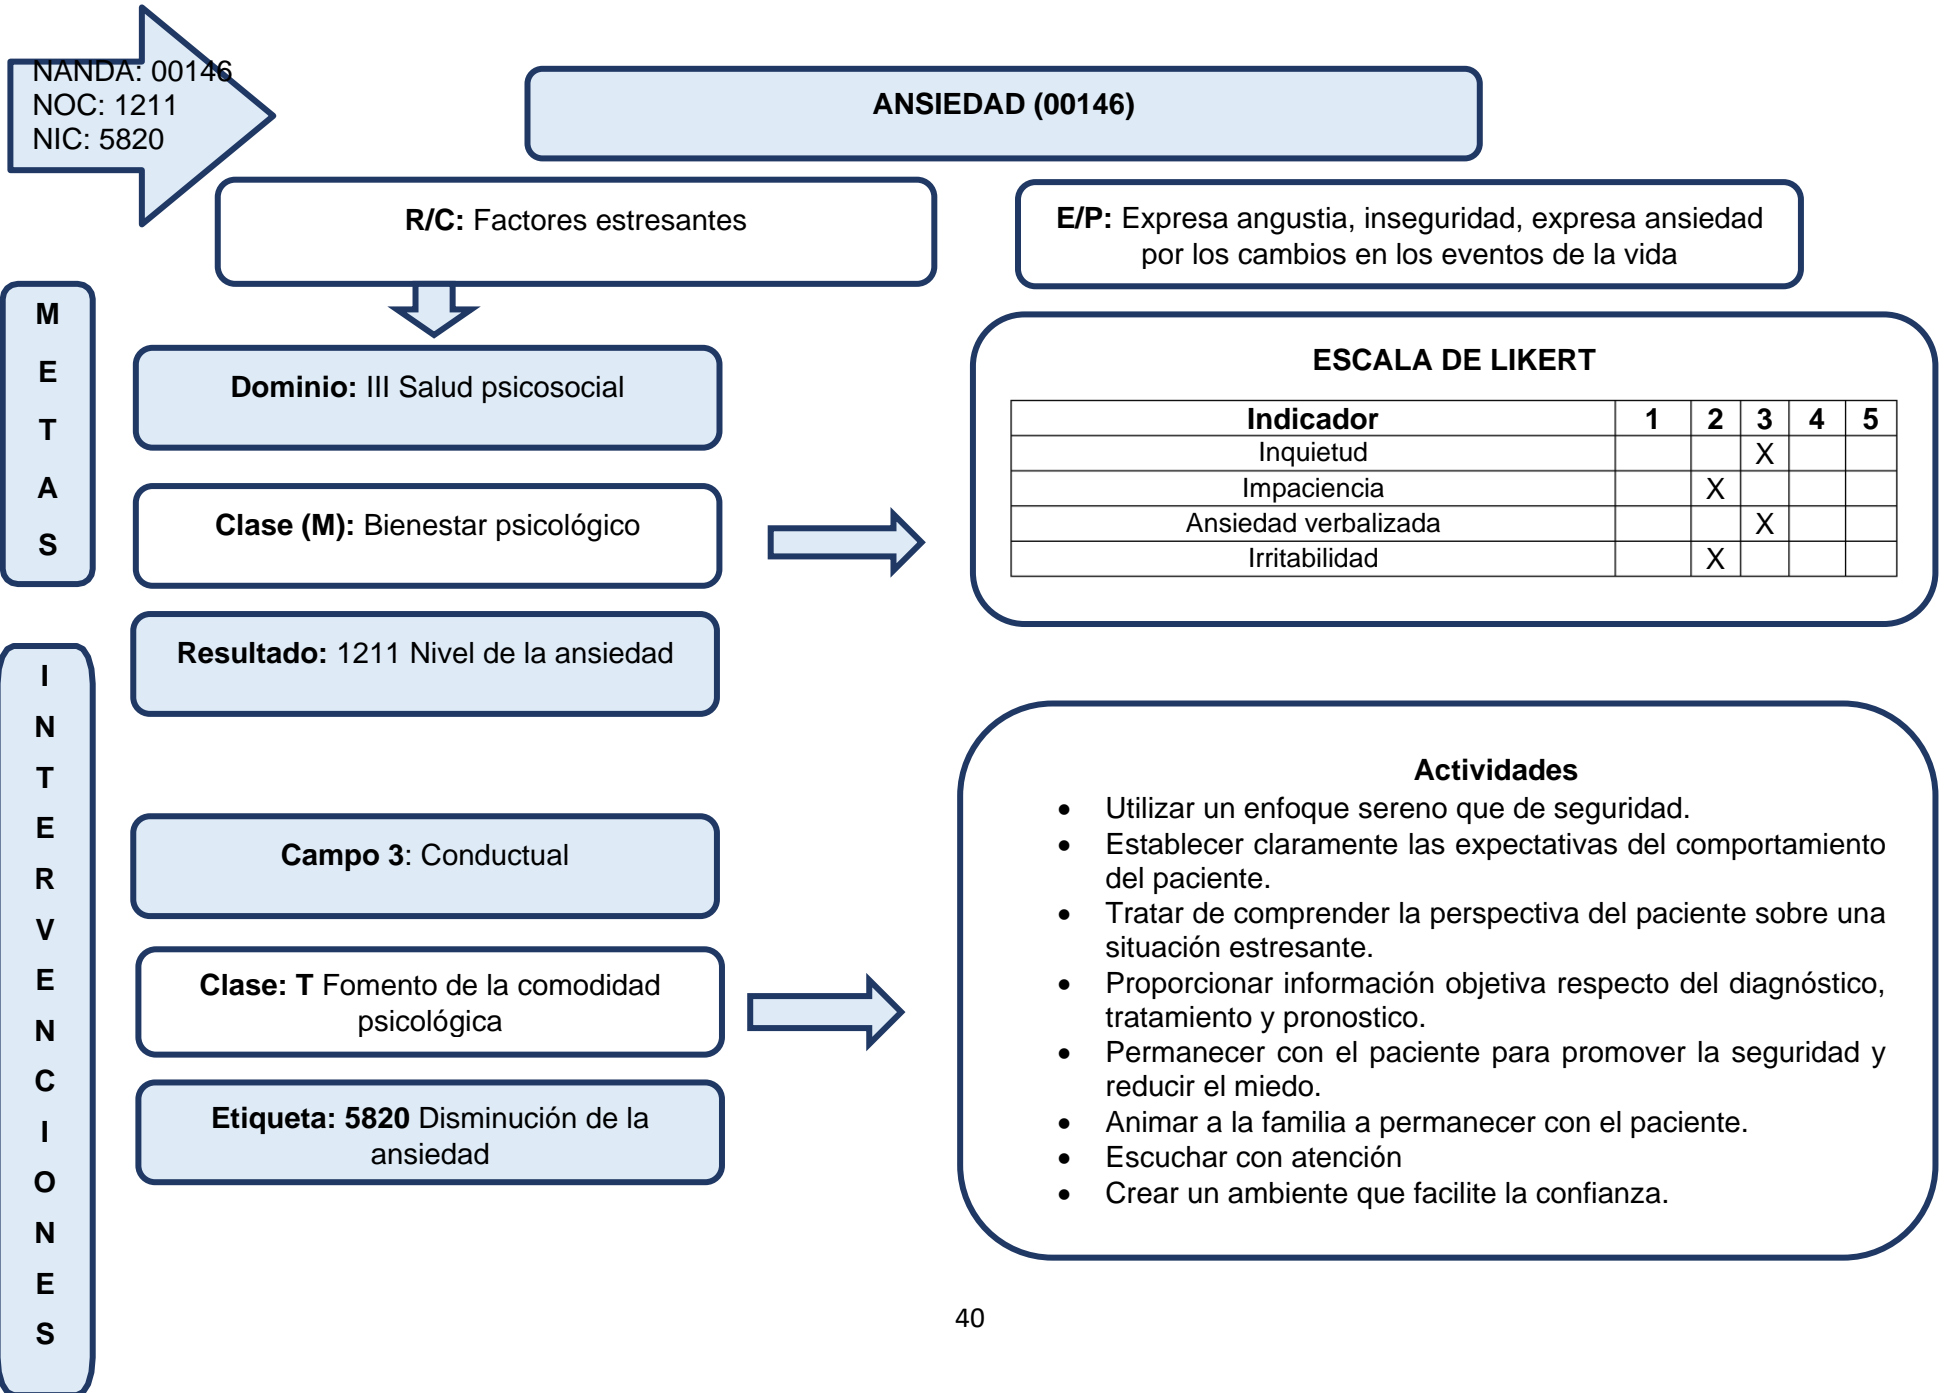 NANDA: 00146
NOC: 1211
NIC: 5820
ANSIEDAD (00146)
R/C: Factores estresantes
E/P: Expresa angustia, inseguridad, expresa ansiedad
por los cambios en los eventos de la vida
M
E
T
A
S
Dominio: III Salud psicosocial
Clase (M): Bienestar psicológico
Resultado: 1211 Nivel de la ansiedad
ESCALA DE LIKERT
Indicador 1 2 3 4 5
Inquietud X
Impaciencia X
Ansiedad verbalizada X
Irritabilidad X
I
N
T
E
R
V
E
N
C
I
O
N
E
S
Campo 3: Conductual
Clase: T Fomento de la comodidad
psicológica
Etiqueta: 5820 Disminución de la
ansiedad
Actividades
• Utilizar un enfoque sereno que de seguridad.
• Establecer claramente las expectativas del comportamiento
del paciente.
• Tratar de comprender la perspectiva del paciente sobre una
situación estresante.
• Proporcionar información objetiva respecto del diagnóstico,
tratamiento y pronostico.
• Permanecer con el paciente para promover la seguridad y
reducir el miedo.
• Animar a la familia a permanecer con el paciente.
• Escuchar con atención
• Crear un ambiente que facilite la confianza.
40